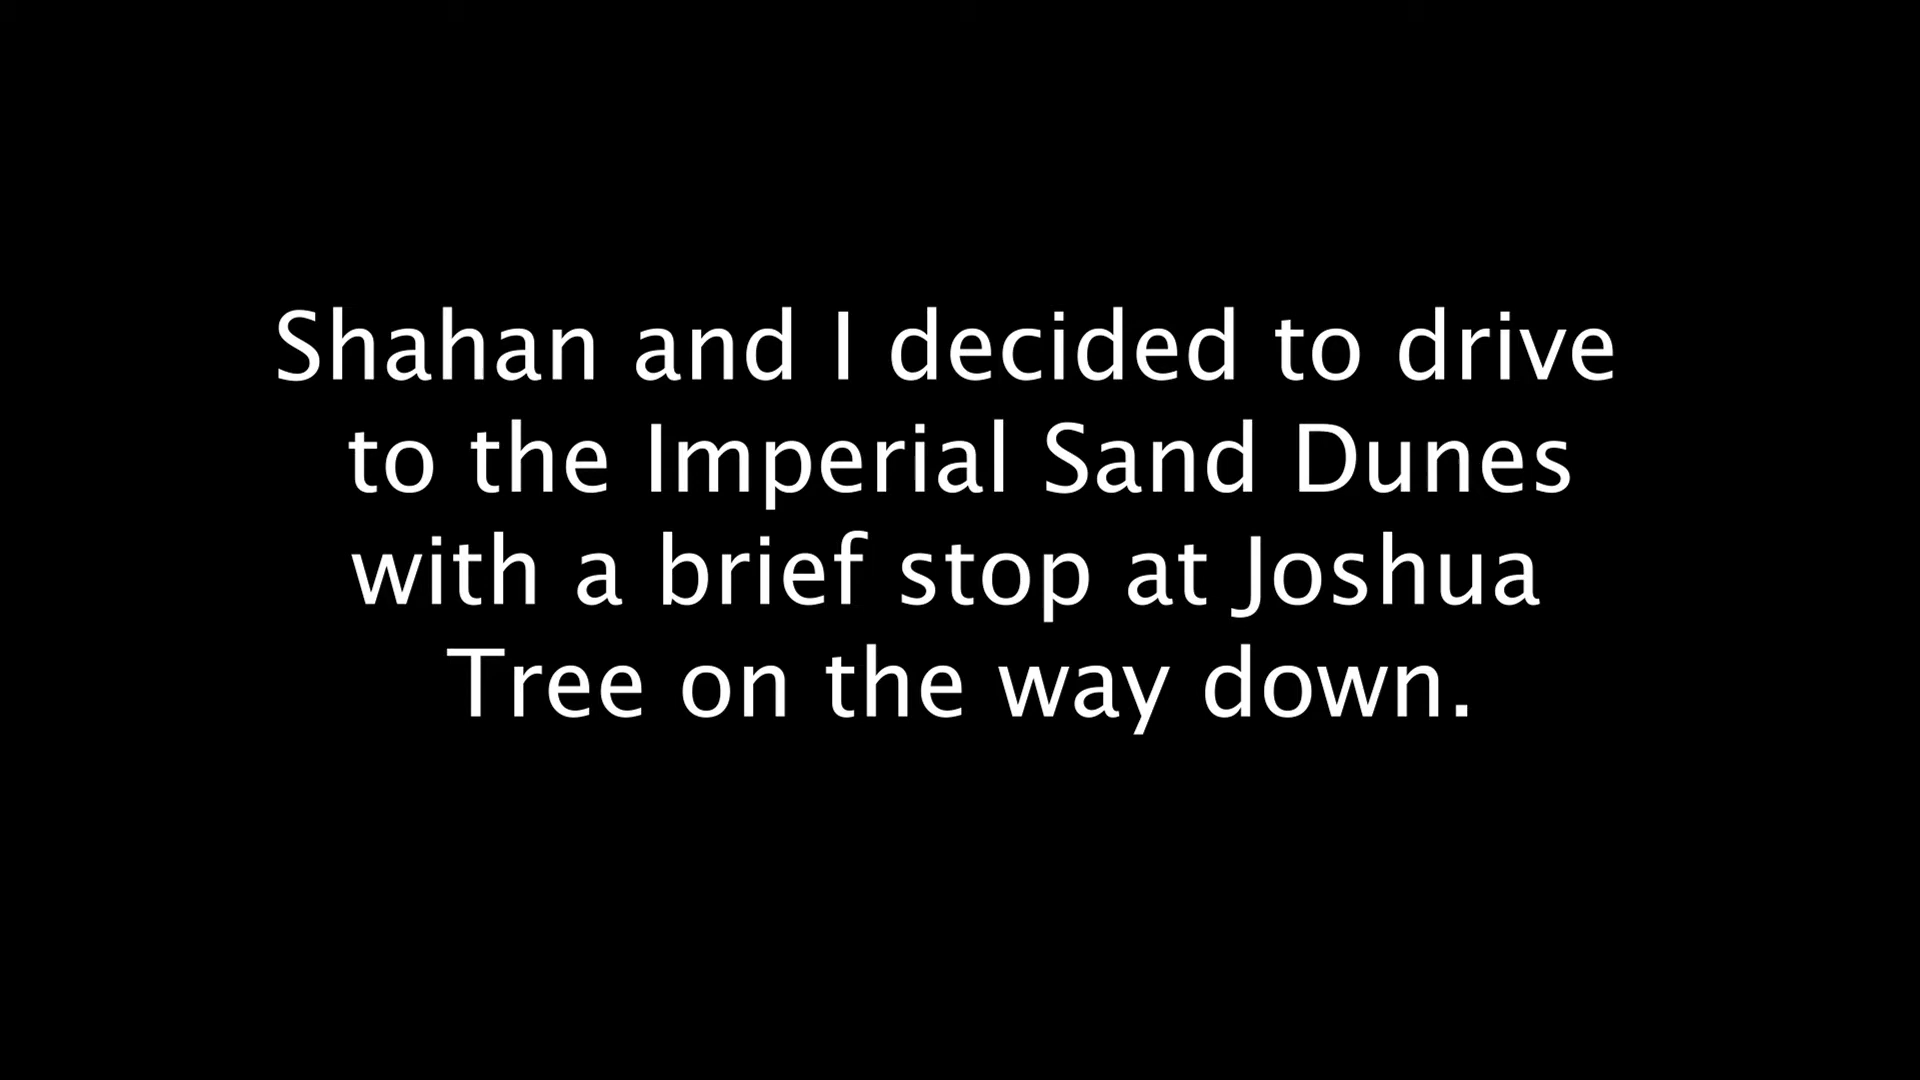 Shahan and I decided to drive
to the Imperial Sand Dunes
with a brief stop at Joshua
Tree on the way down.